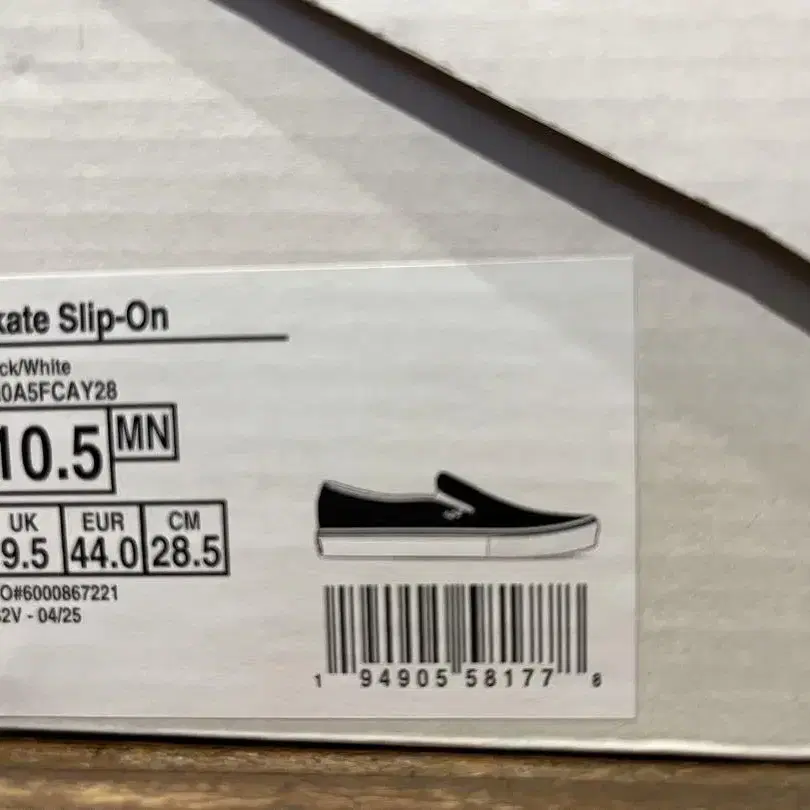 kate Slip-On
ck/White
0A5FCAY28
10.5 MN
UK EUR CM
9.5 44.0 28.5
O#6000867221
2V - 04/25
1 94905 58177 8